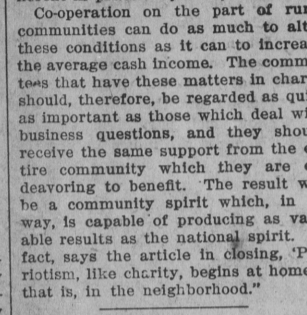 Co-operation on the part of rur
communities can do as much to alt
these conditions as it can to increa
the average cash income. The comm
tees that have these matters in char
should, therefore, be regarded as qu
as important as those which deal wi
business questions, and they shou
receive the same support from the e
tire community which they are
deavoring to benefit. The result w
be a community spirit which, in
way, is capable of producing as va
able results as the national spirit.
fact, says the article in closing, 'P
riotism, like charity, begins at home
that is, in the neighborhood."